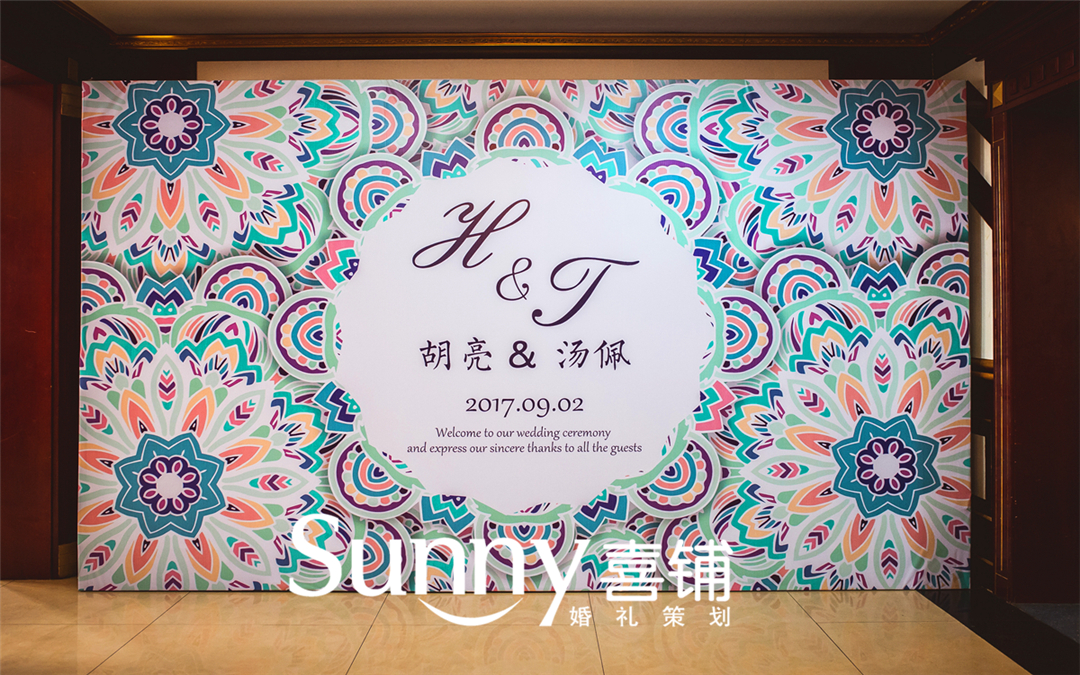 H
& T
胡亮 & 汤佩
2017.09.02
Welcome to our wedding ceremony
and express our sincere thanks to all the guests
Sunny喜铺
婚礼策划